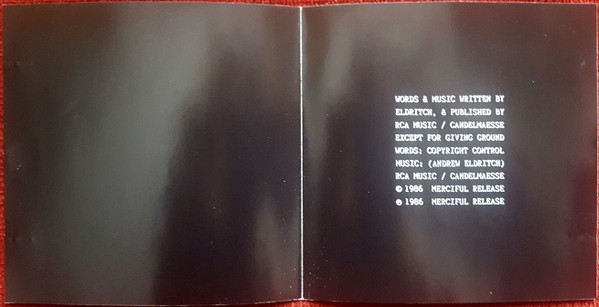 WORDS & MUSIC WRITTEN BY
ELDRITCH, & PUBLISHED BY
RCA MUSIC / CANDELMAESSE
EXCEPT FOR GIVING GROUND
WORDS: COPYRIGHT CONTROL
MUSIC: (ANDREW ELDRITCH)
RCA MUSIC / CANDELMAESSE
© 1986 MERCIFUL RELEASE
℗ 1986 MERCIFUL RELEASE